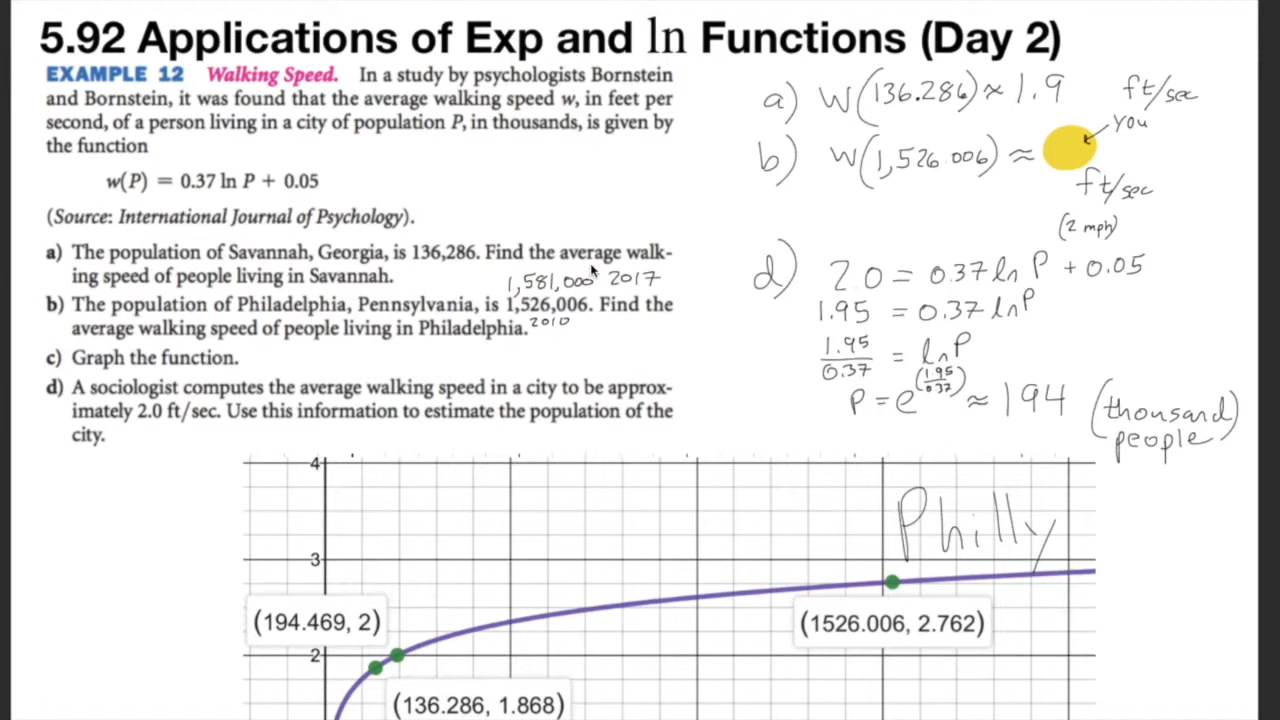 5.92 Applications of Exp and ln Functions (Day 2)
EXAMPLE 12 Walking Speed. In a study by psychologists Bornstein
and Bornstein, it was found that the average walking speed w, in feet per
second, of a person living in a city of population P, in thousands, is given by
the function
w(P) = 0.37 ln P + 0.05
(Source: International Journal of Psychology).
a) The population of Savannah, Georgia, is 136,286. Find the average walk-
ing speed of people living in Savannah.
1,581,000 2017
b) The population of Philadelphia, Pennsylvania, is 1,526,006. Find the
average walking speed of people living in Philadelphia. 2010
c) Graph the function.
d) A sociologist computes the average walking speed in a city to be approx-
imately 2.0 ft/sec. Use this information to estimate the population of the
city.
a) W(136.286) ≈ 1.9 ft/sec
you
b) W(1,526.006) ≈
ft/sec
(2 mph)
d) 2.0 = 0.37 ln P + 0.05
1.95 = 0.37 ln P
1.95/0.37 = ln P
P = e^(1.95/0.37) ≈ 194 (thousand
people)
4
Philly
3
(194.469, 2)
(1526.006, 2.762)
2
(136.286, 1.868)